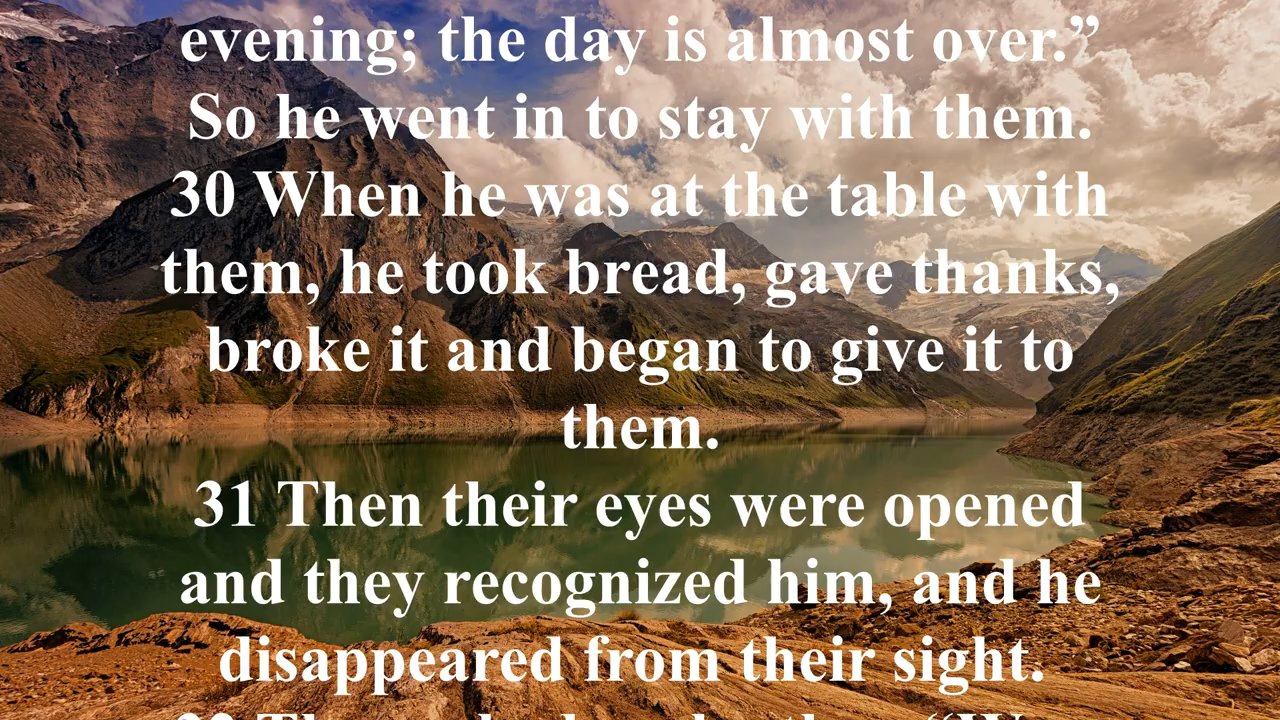 evening; the day is almost over.”
So he went in to stay with them.
30 When he was at the table with
them, he took bread, gave thanks,
broke it and began to give it to
them.
31 Then their eyes were opened
and they recognized him, and he
disappeared from their sight.